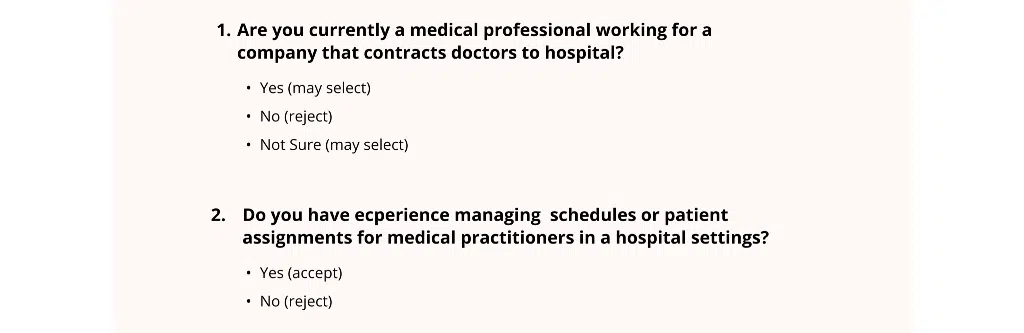 1. Are you currently a medical professional working for a
company that contracts doctors to hospital?
• Yes (may select)
• No (reject)
• Not Sure (may select)
2. Do you have ecperience managing schedules or patient
assignments for medical practitioners in a hospital settings?
• Yes (accept)
• No (reject)